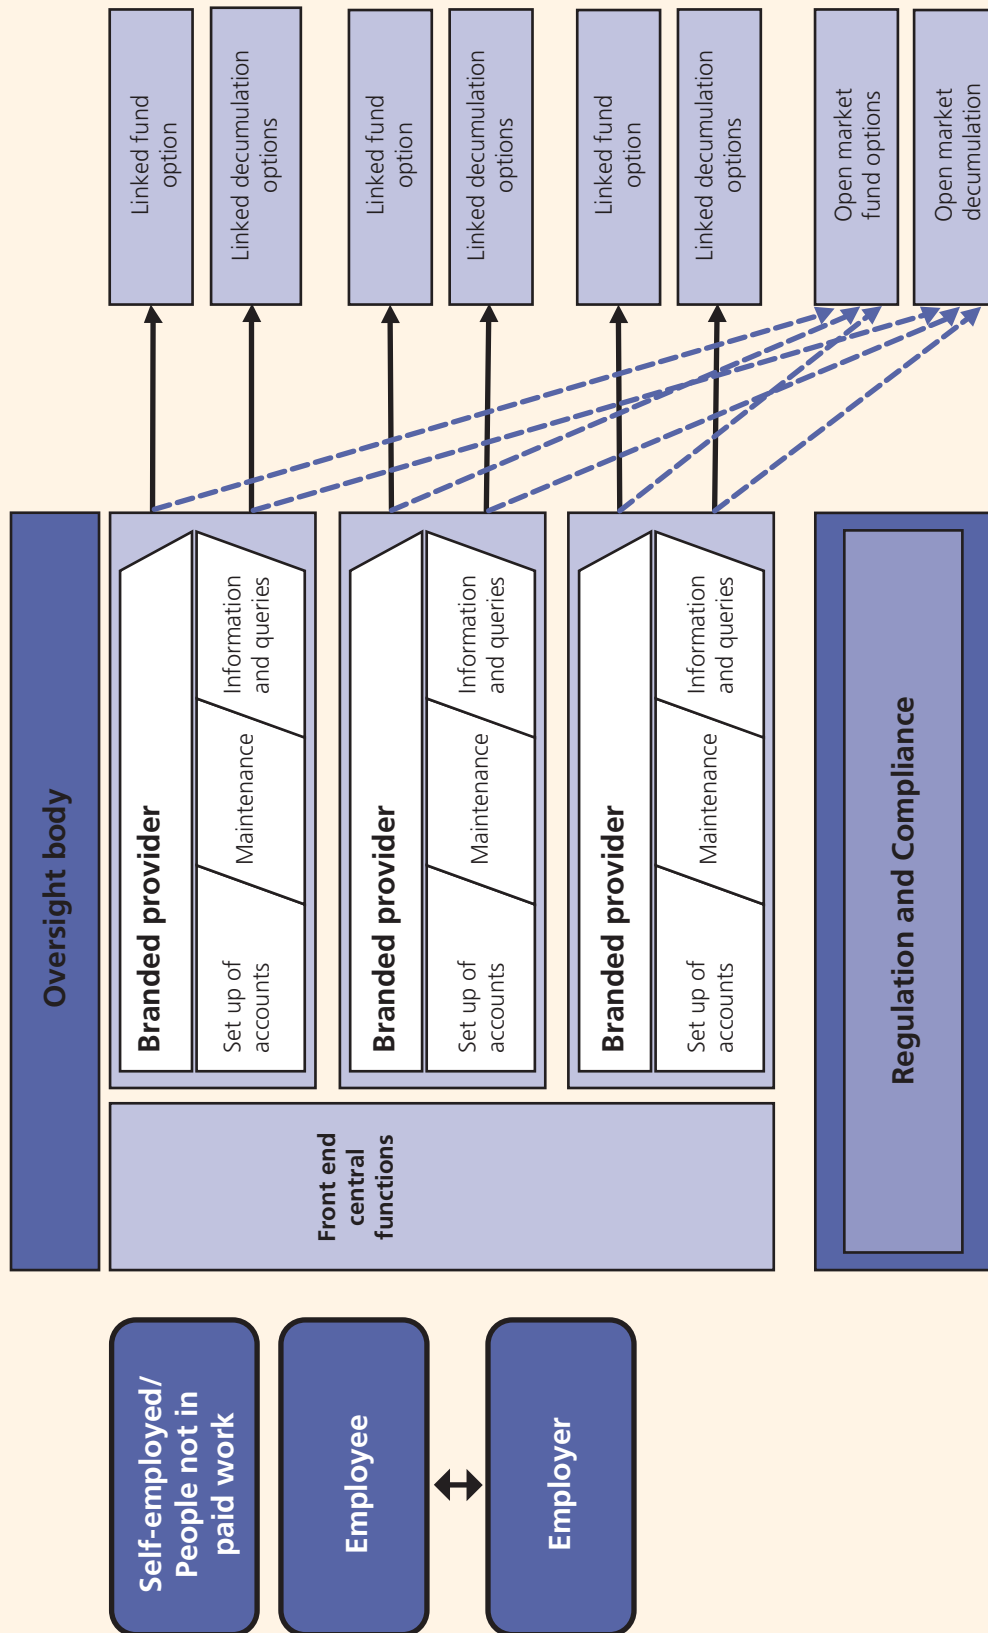 Oversight body
Self-employed/
People not in
paid work
Employee
Employer
Front end
central
functions
Branded provider
Set up of
accounts
Maintenance
Information
and queries
Branded provider
Set up of
accounts
Maintenance
Information
and queries
Branded provider
Set up of
accounts
Maintenance
Information
and queries
Linked fund
option
Linked decumulation
options
Linked fund
option
Linked decumulation
options
Linked fund
option
Linked decumulation
options
Open market
fund options
Open market
decumulation
Regulation and Compliance